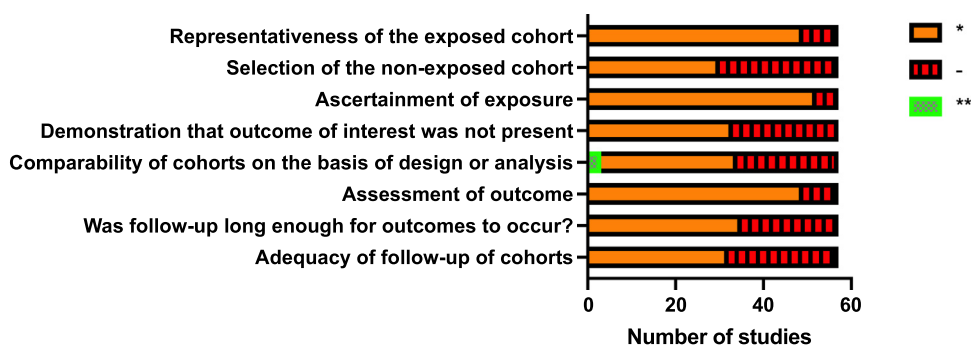 Representativeness of the exposed cohort
Selection of the non-exposed cohort
Ascertainment of exposure
Demonstration that outcome of interest was not present
Comparability of cohorts on the basis of design or analysis
Assessment of outcome
Was follow-up long enough for outcomes to occur?
Adequacy of follow-up of cohorts
0 20 40 60
Number of studies
*
-
**